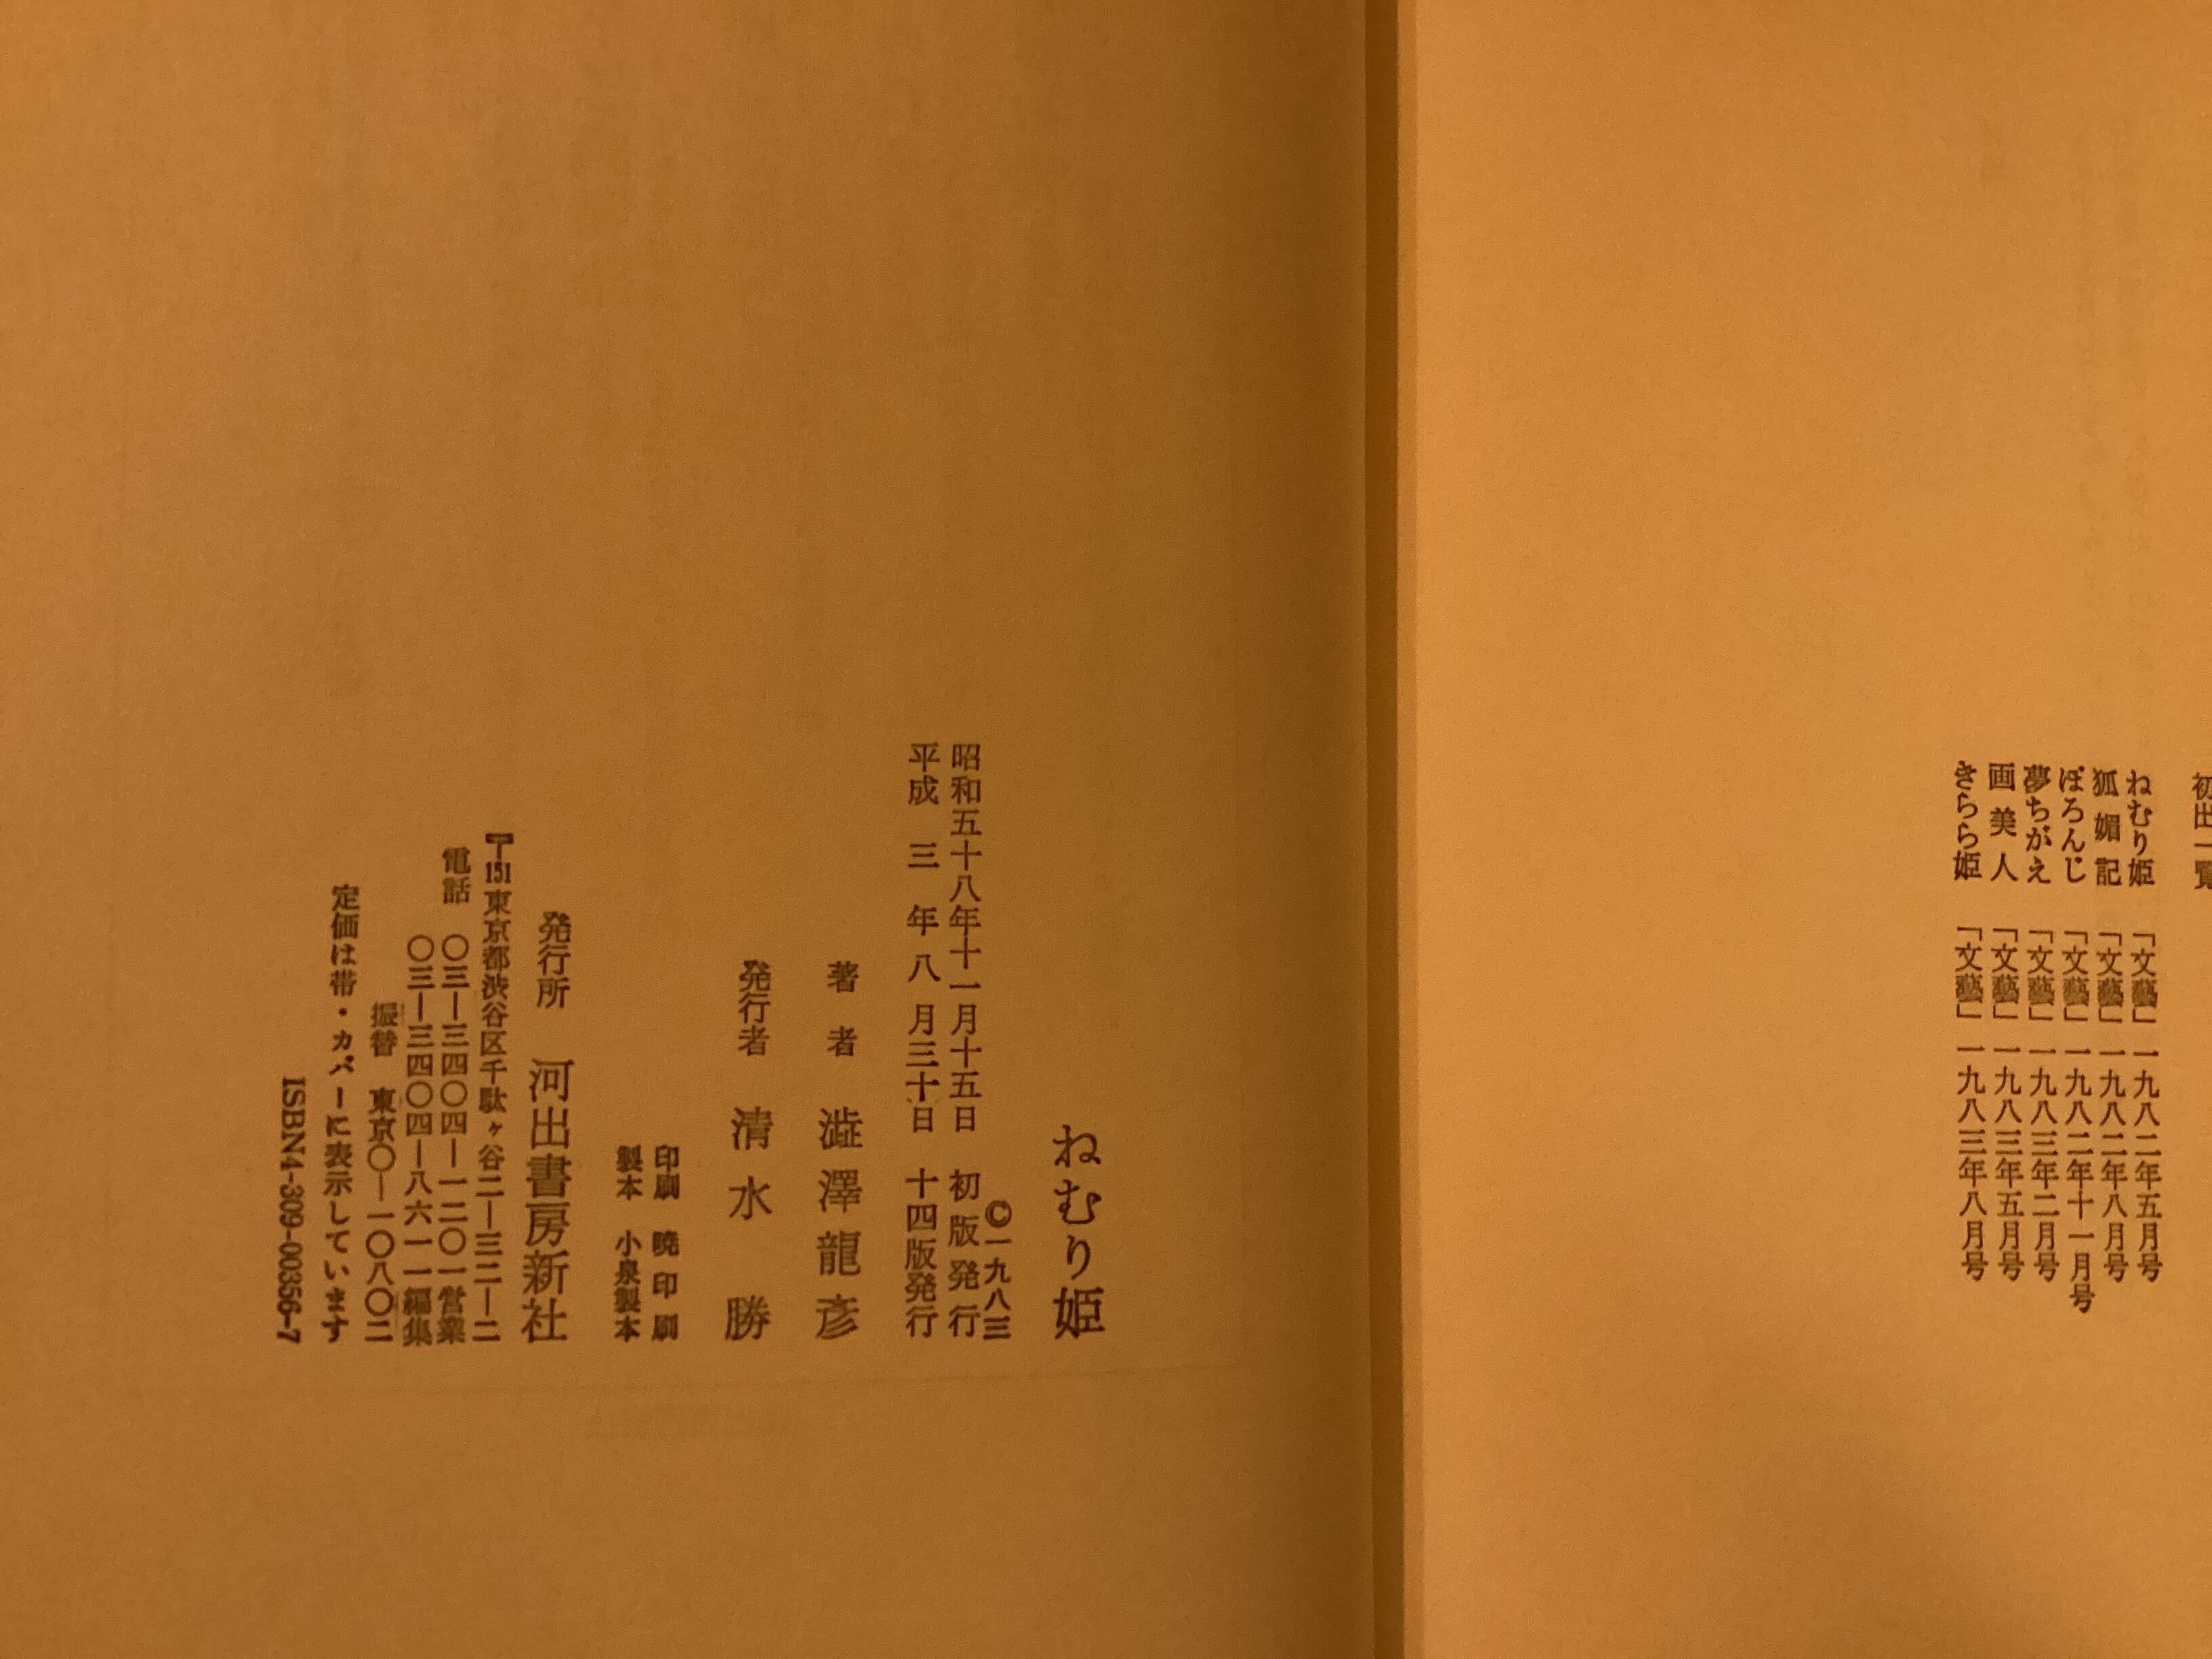 初出一覧
ねむり姫 「文藝」一九八二年五月号
狐媚記 「文藝」一九八二年八月号
ぼろんじ 「文藝」一九八二年十一月号
夢ちがえ 「文藝」一九八三年二月号
画美人 「文藝」一九八三年五月号
きらら姫 「文藝」一九八三年八月号
ねむり姫
©一九八三
昭和五十八年十一月十五日 初版発行
平成三年八月三十日 十四版発行
著者 澁澤龍彦
発行者 清水勝
印刷 暁印刷
製本 小泉製本
発行所 河出書房新社
〒151東京都渋谷区千駄ヶ谷二―三二―二
電話 〇三―三四〇四―一二〇一営業
〇三―三四〇四―八六一一編集
振替 東京〇―一〇八〇二
定価は帯・カバーに表示しています
ISBN4-309-00356-7